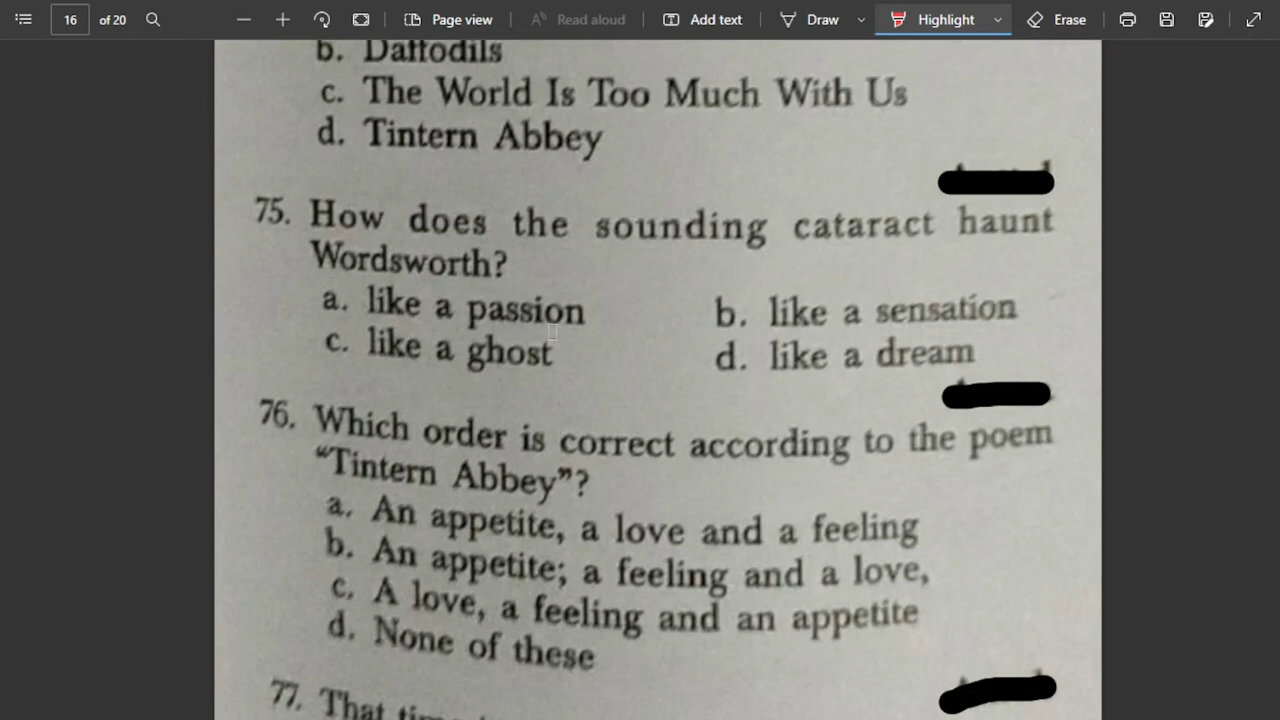 16 of 20 Page view Read aloud Add text Draw Highlight Erase
b. Daffodils
c. The World Is Too Much With Us
d. Tintern Abbey
75. How does the sounding cataract haunt
Wordsworth?
a. like a passion b. like a sensation
c. like a ghost d. like a dream
76. Which order is correct according to the poem
“Tintern Abbey”?
a. An appetite, a love and a feeling
b. An appetite; a feeling and a love,
c. A love, a feeling and an appetite
d. None of these
77. That